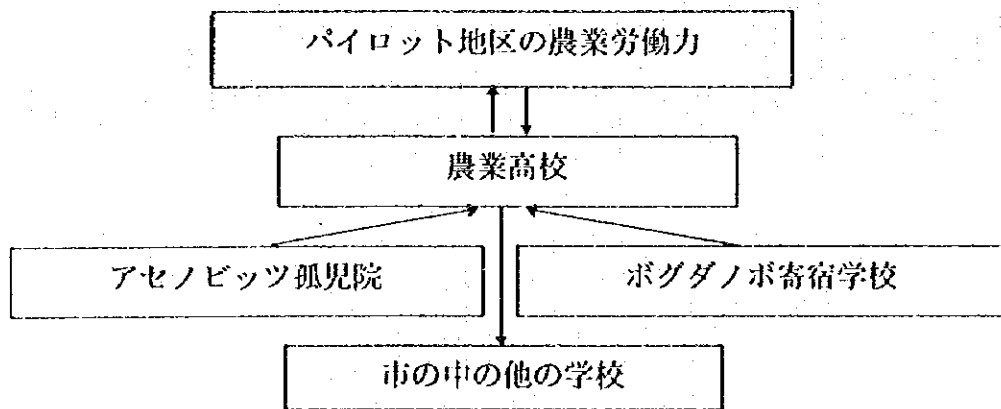 パイロット地区の農業労働力
農業高校
アセノビッツ孤児院
ボグダノボ寄宿学校
市の中の他の学校